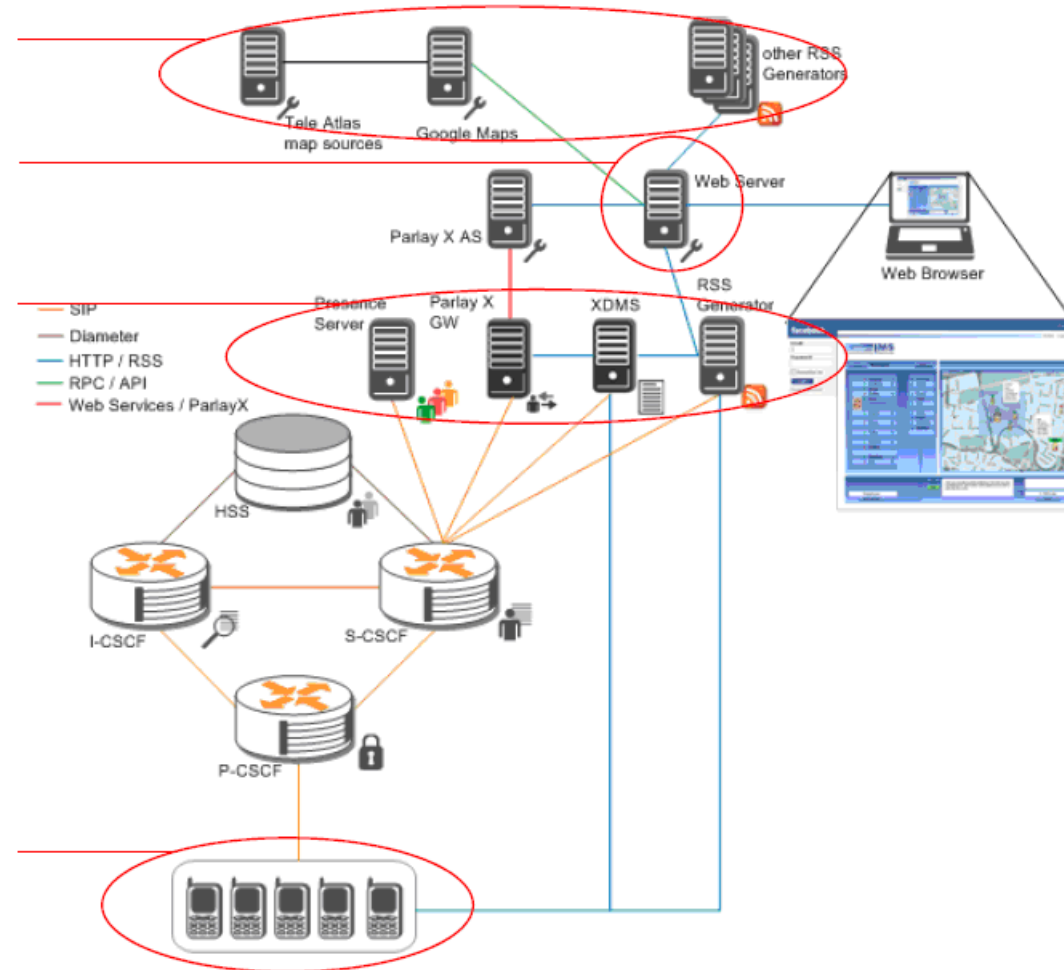 other RSS
Generators
Tele Atlas
map sources
Google Maps
Web Server
Parlay X AS
Web Browser
RSS
Generator
XDMS
Parlay X
GW
Presence
Server
SIP
Diameter
HTTP / RSS
RPC / API
Web Services / ParlayX
HSS
I-CSCF
S-CSCF
P-CSCF
IMS